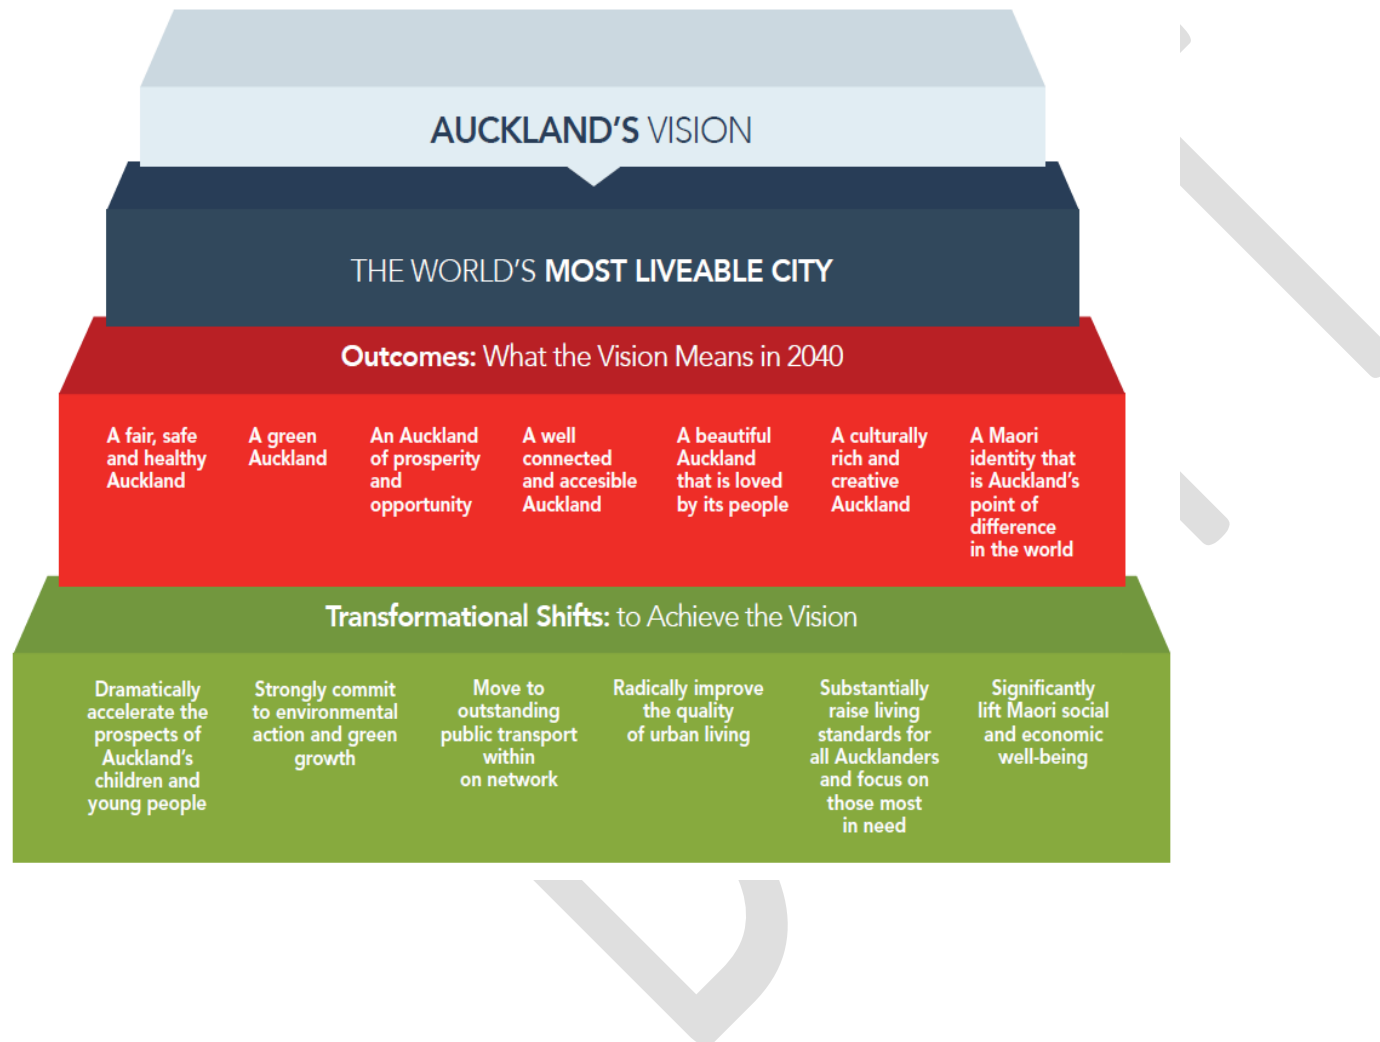 AUCKLAND'S VISION
THE WORLD'S MOST LIVEABLE CITY
Outcomes: What the Vision Means in 2040
A fair, safe
and healthy
Auckland
A green
Auckland
An Auckland
of prosperity
and
opportunity
A well
connected
and accesible
Auckland
A beautiful
Auckland
that is loved
by its people
A culturally
rich and
creative
Auckland
A Maori
identity that
is Auckland's
point of
difference
in the world
Transformational Shifts: to Achieve the Vision
Dramatically
accelerate the
prospects of
Auckland's
children and
young people
Strongly commit
to environmental
action and green
growth
Move to
outstanding
public transport
within
on network
Radically improve
the quality
of urban living
Substantially
raise living
standards for
all Aucklanders
and focus on
those most
in need
Significantly
lift Maori social
and economic
well-being